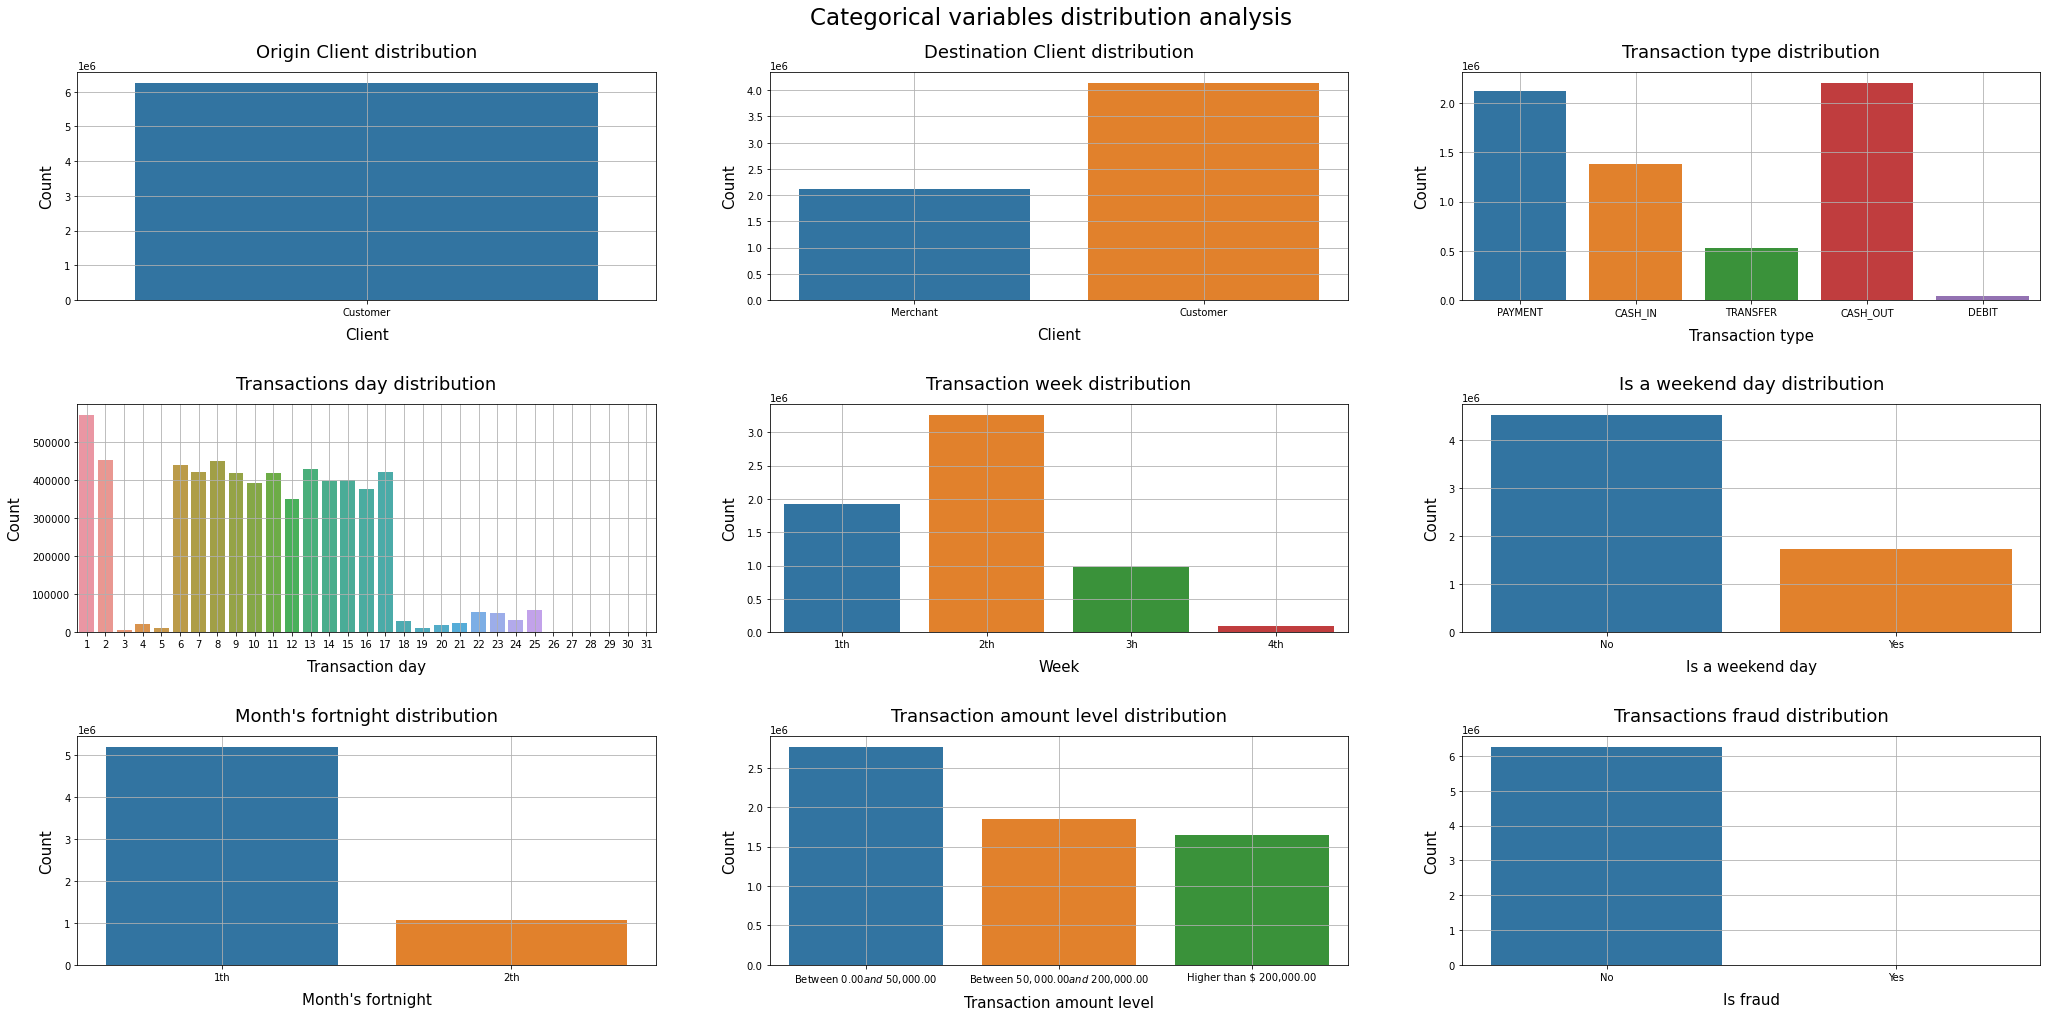 Categorical variables distribution analysis
Origin Client distribution
1e6
6
5
4
3
2
1
0
Count
Customer
Client
Destination Client distribution
1e6
4.0
3.5
3.0
2.5
2.0
1.5
1.0
0.5
0.0
Count
Merchant Customer
Client
Transaction type distribution
1e6
2.0
1.5
1.0
0.5
0.0
Count
PAYMENT CASH_IN TRANSFER CASH_OUT DEBIT
Transaction type
Transactions day distribution
500000
400000
300000
200000
100000
0
Count
1 2 3 4 5 6 7 8 9 10 11 12 13 14 15 16 17 18 19 20 21 22 23 24 25 26 27 28 29 30 31
Transaction day
Transaction week distribution
1e6
3.0
2.5
2.0
1.5
1.0
0.5
0.0
Count
1th 2th 3h 4th
Week
Is a weekend day distribution
1e6
4
3
2
1
0
Count
No Yes
Is a weekend day
Month's fortnight distribution
1e6
5
4
3
2
1
0
Count
1th 2th
Month's fortnight
Transaction amount level distribution
1e6
2.5
2.0
1.5
1.0
0.5
0.0
Count
Between 0.00and 50,000.00 Between 50,000.00and 200,000.00 Higher than $ 200,000.00
Transaction amount level
Transactions fraud distribution
1e6
6
5
4
3
2
1
0
Count
No Yes
Is fraud